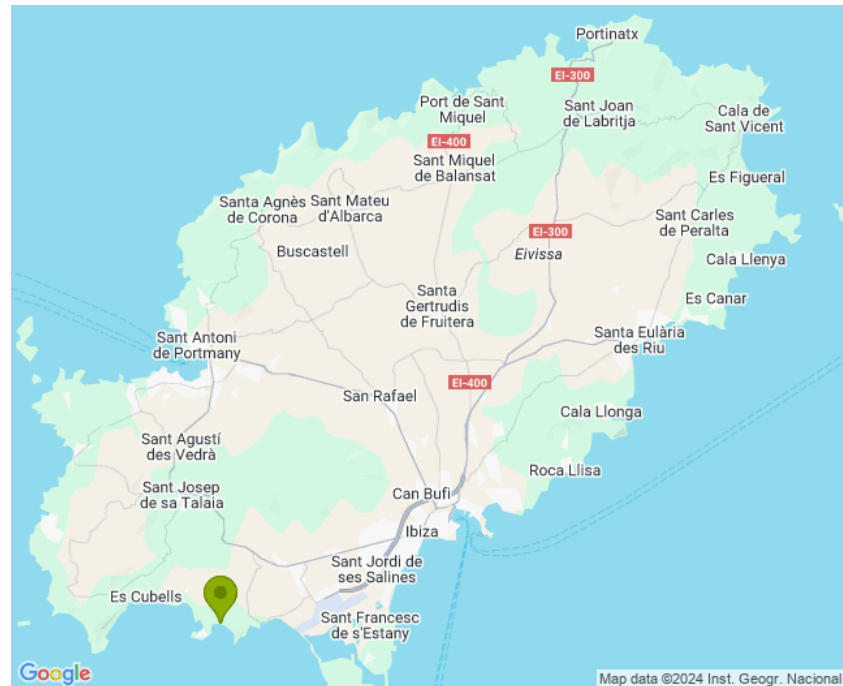 Portinatx
EI-300
Port de Sant
Miquel
Sant Joan
de Labritja
Cala de
Sant Vicent
EI-400
Sant Miquel
de Balansat
Es Figueral
Santa Agnès
de Corona
Sant Mateu
d'Albarca
Sant Carles
de Peralta
EI-300
Buscastell
Eivissa
Cala Llenya
Santa
Gertrudis
de Fruitera
Es Canar
Sant Antoni
de Portmany
Santa Eulària
des Riu
EI-400
San Rafael
Cala Llonga
Sant Agustí
des Vedrà
Roca Llisa
Sant Josep
de sa Talaia
Can Bufi
Ibiza
Sant Jordi de
ses Salines
Es Cubells
Sant Francesc
de s'Estany
Google
Map data ©2024 Inst. Geogr. Nacional